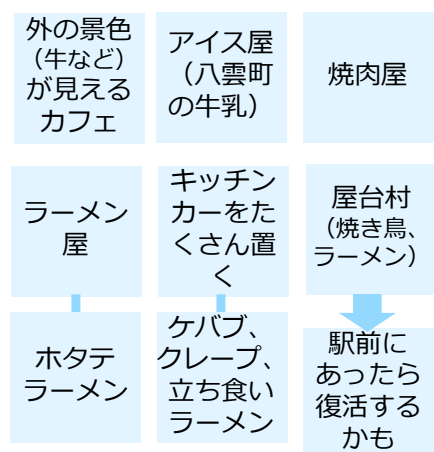 外の景色
（牛など）
が見える
カフェ
アイス屋
（八雲町
の牛乳）
焼肉屋
ラーメン
屋
キッチン
カーをた
くさん置
く
屋台村
（焼き鳥、
ラーメン）
ホタテ
ラーメン
ケバブ、
クレープ、
立ち食い
ラーメン
駅前に
あったら
復活する
かも